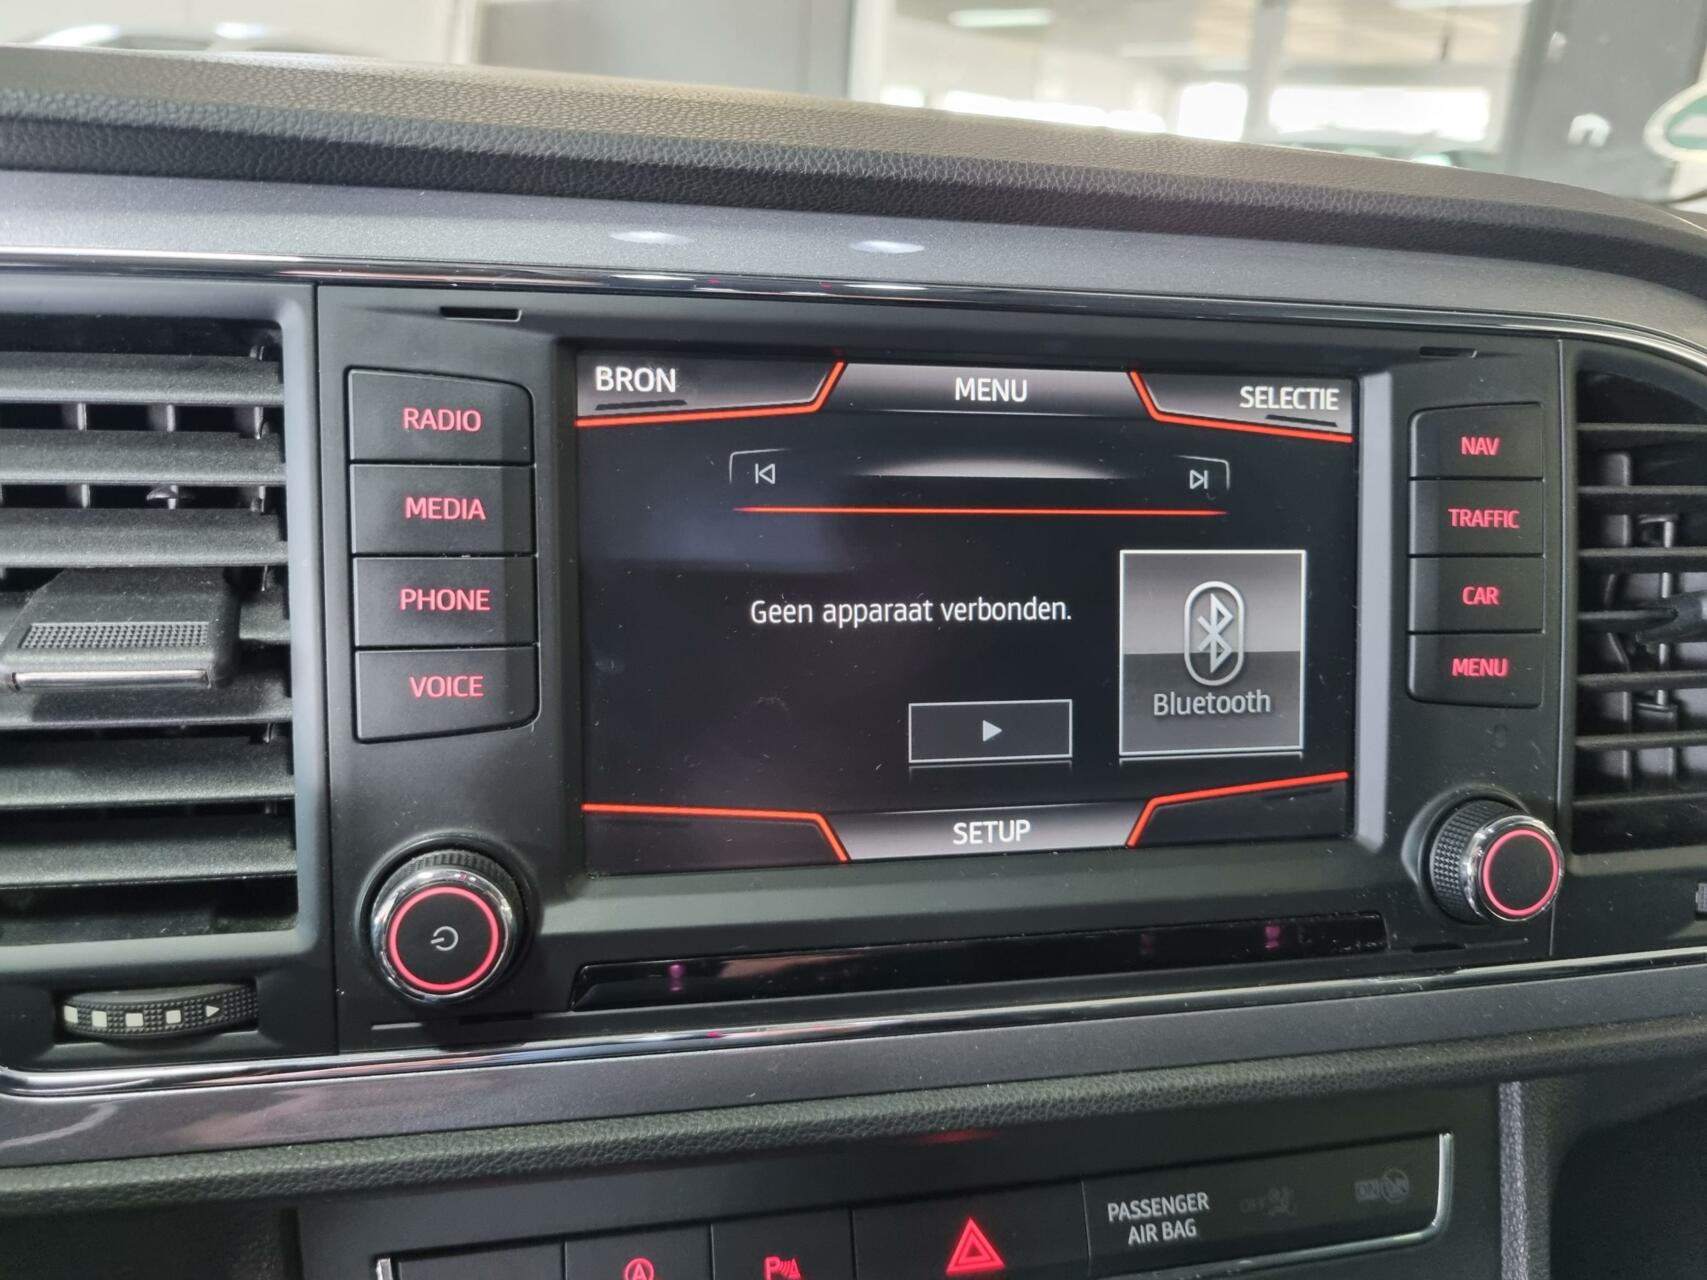 BRON MENU SELECTIE
RADIO
MEDIA
PHONE
VOICE
Geen apparaat verbonden.
Bluetooth
SETUP
NAV
TRAFFIC
CAR
MENU
PASSENGER
AIR BAG
OFF
A
P